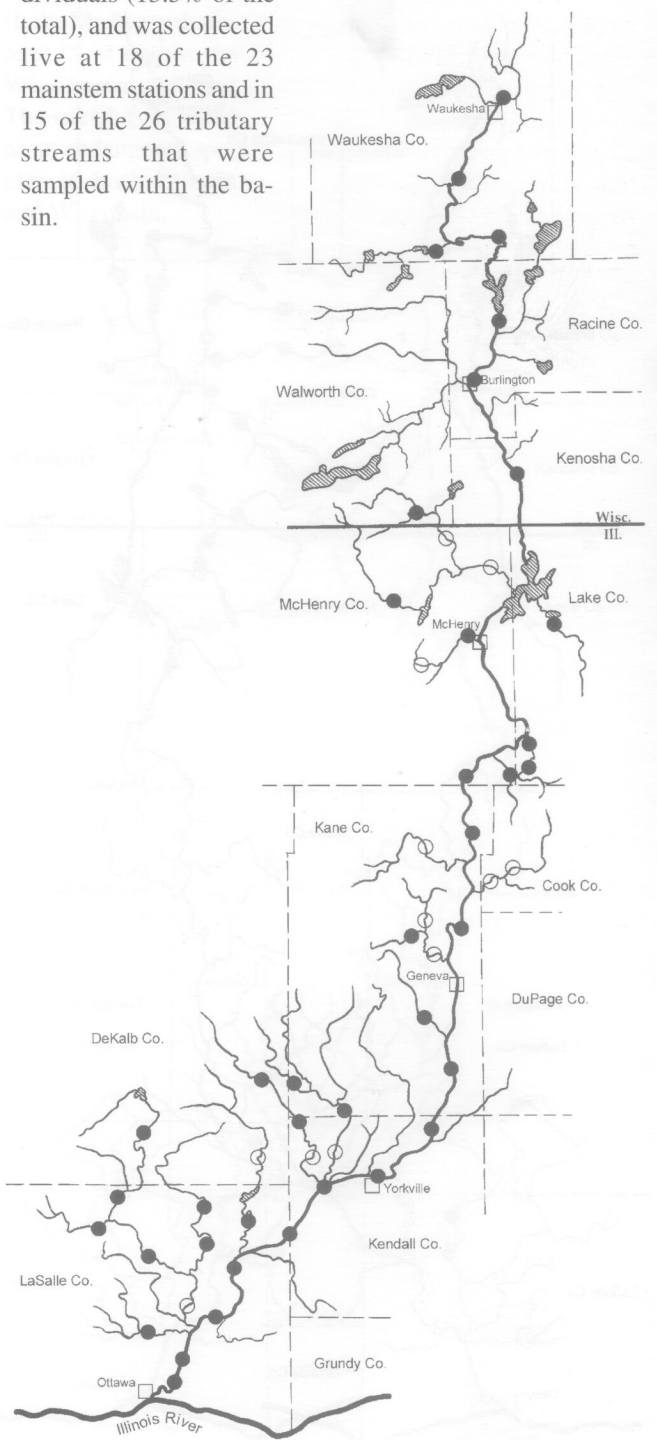 dividuals (15.5% of the
total), and was collected
live at 18 of the 23
mainstem stations and in
15 of the 26 tributary
streams that were
sampled within the ba-
sin.
Waukesha
Waukesha Co.
Racine Co.
Burlington
Walworth Co.
Kenosha Co.
Wisc.
Ill.
McHenry Co.
Lake Co.
McHenry
Kane Co.
Cook Co.
Geneva
DuPage Co.
DeKalb Co.
Yorkville
Kendall Co.
LaSalle Co.
Grundy Co.
Ottawa
Illinois River